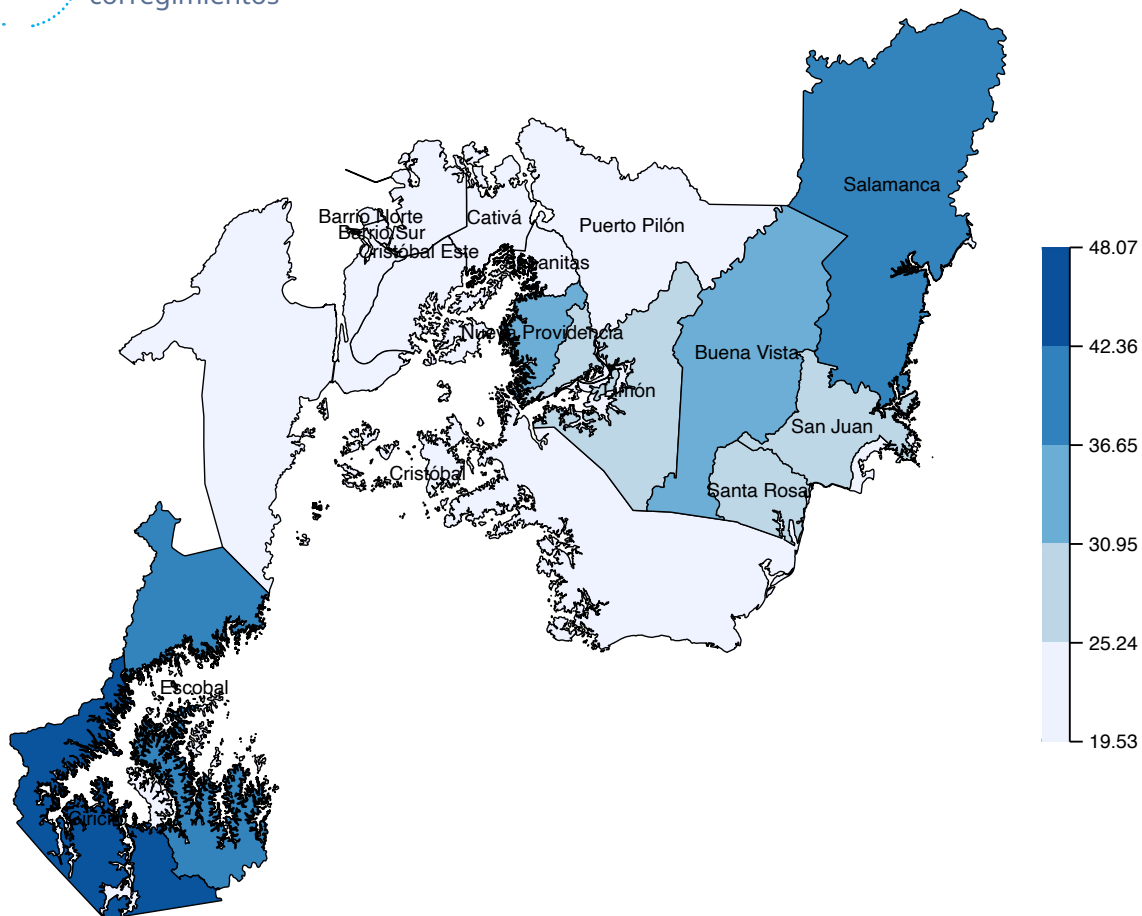 corregimientos
Salamanca
Barrio Norte
Cativá
Puerto Pilón
Barrio Sur
Cristóbal Este
48.07
Nueva Providencia
42.36
Buena Vista
Limón
San Juan
36.65
Cristóbal
Santa Rosa
30.95
25.24
Escobal
19.53